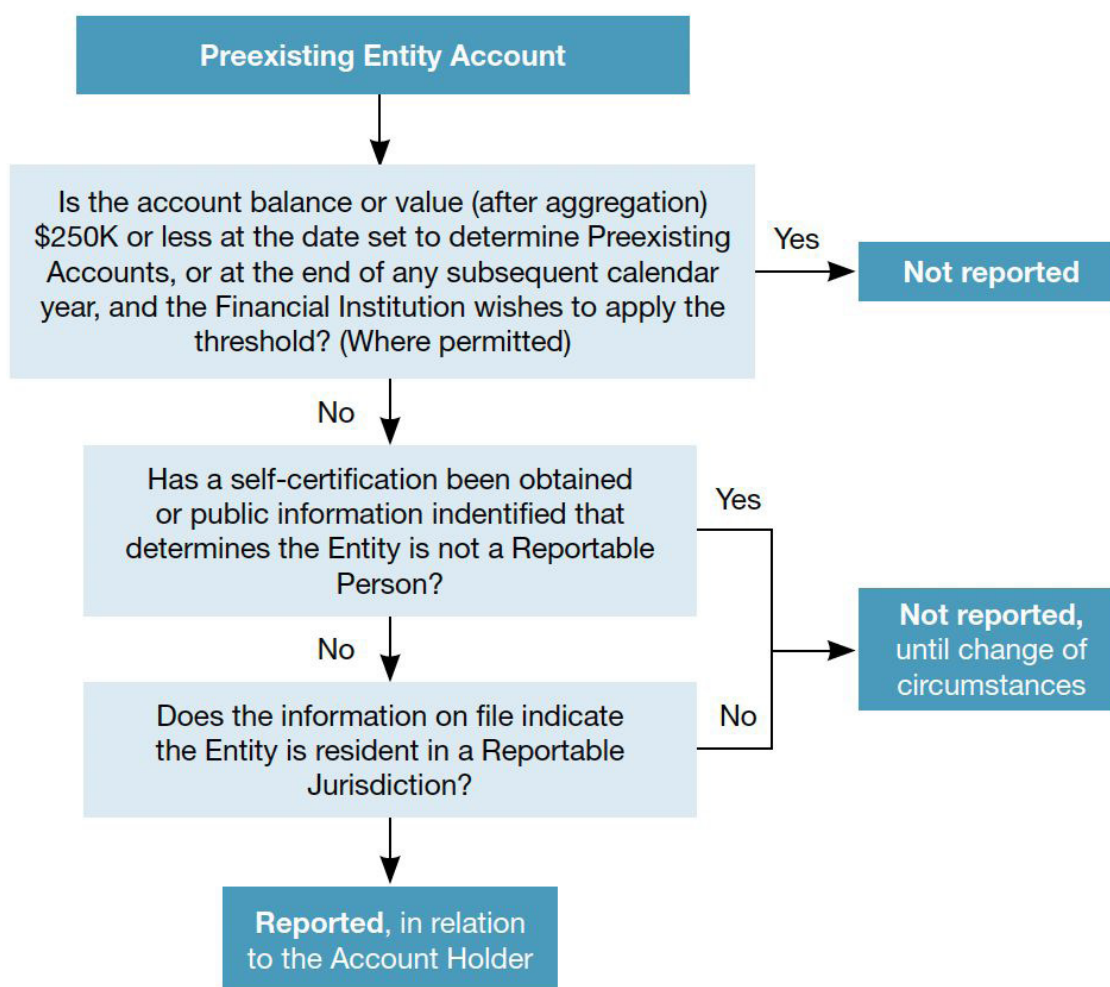 Preexisting Entity Account
Is the account balance or value (after aggregation)
$250K or less at the date set to determine Preexisting
Accounts, or at the end of any subsequent calendar
year, and the Financial Institution wishes to apply the
threshold? (Where permitted)
Yes
Not reported
No
Has a self-certification been obtained
or public information indentified that
determines the Entity is not a Reportable
Person?
Yes
Not reported,
until change of
circumstances
No
Does the information on file indicate
the Entity is resident in a Reportable
Jurisdiction?
No
Reported, in relation
to the Account Holder